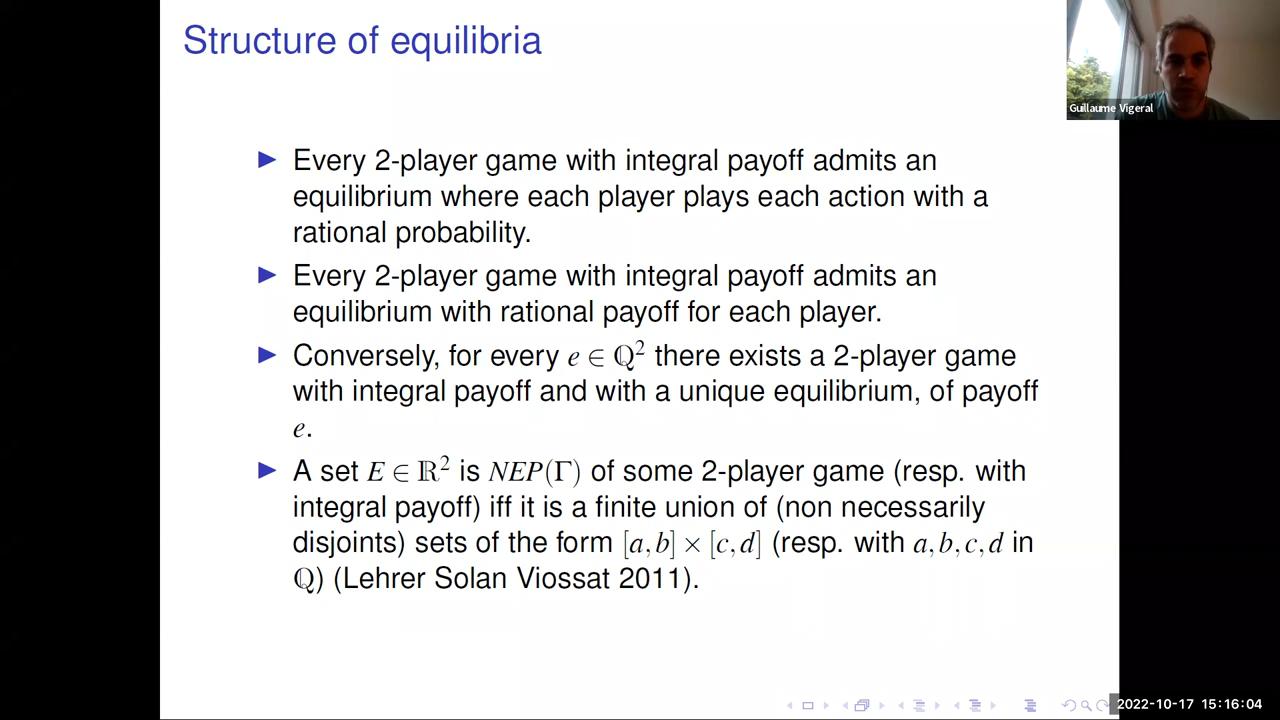 Structure of equilibria
Guillaume Vigeral
Every 2-player game with integral payoff admits an
equilibrium where each player plays each action with a
rational probability.
Every 2-player game with integral payoff admits an
equilibrium with rational payoff for each player.
Conversely, for every e ∈ ℚ² there exists a 2-player game
with integral payoff and with a unique equilibrium, of payoff
e.
A set E ∈ ℝ² is NEP(Γ) of some 2-player game (resp. with
integral payoff) iff it is a finite union of (non necessarily
disjoints) sets of the form [a,b] × [c,d] (resp. with a,b,c,d in
ℚ) (Lehrer Solan Viossat 2011).
2022-10-17 15:16:04